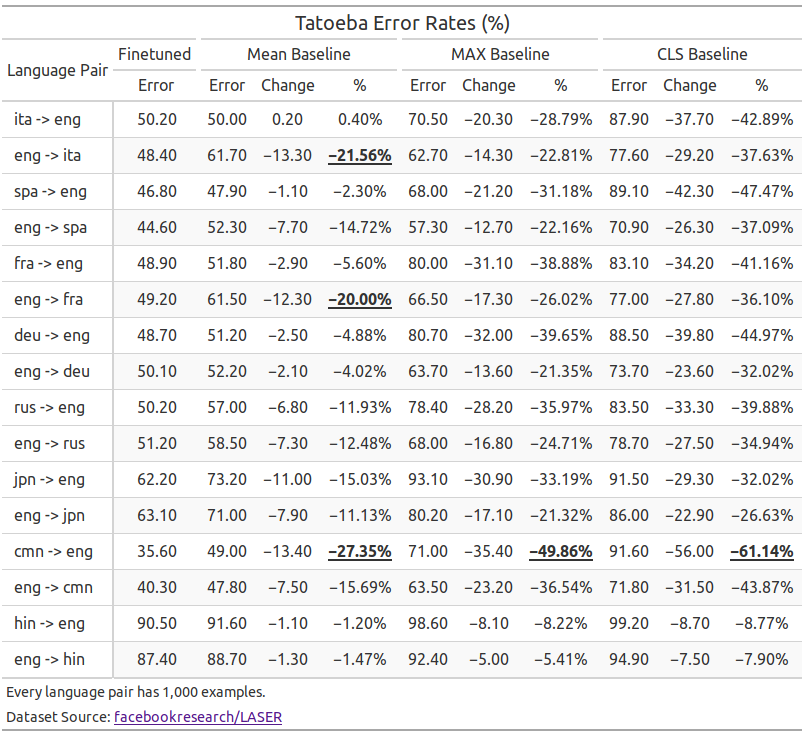 Tatoeba Error Rates (%)
Language Pair Finetuned Mean Baseline MAX Baseline CLS Baseline
Error Error Change % Error Change % Error Change %
ita -> eng 50.20 50.00 0.20 0.40% 70.50 −20.30 −28.79% 87.90 −37.70 −42.89%
eng -> ita 48.40 61.70 −13.30 −21.56% 62.70 −14.30 −22.81% 77.60 −29.20 −37.63%
spa -> eng 46.80 47.90 −1.10 −2.30% 68.00 −21.20 −31.18% 89.10 −42.30 −47.47%
eng -> spa 44.60 52.30 −7.70 −14.72% 57.30 −12.70 −22.16% 70.90 −26.30 −37.09%
fra -> eng 48.90 51.80 −2.90 −5.60% 80.00 −31.10 −38.88% 83.10 −34.20 −41.16%
eng -> fra 49.20 61.50 −12.30 −20.00% 66.50 −17.30 −26.02% 77.00 −27.80 −36.10%
deu -> eng 48.70 51.20 −2.50 −4.88% 80.70 −32.00 −39.65% 88.50 −39.80 −44.97%
eng -> deu 50.10 52.20 −2.10 −4.02% 63.70 −13.60 −21.35% 73.70 −23.60 −32.02%
rus -> eng 50.20 57.00 −6.80 −11.93% 78.40 −28.20 −35.97% 83.50 −33.30 −39.88%
eng -> rus 51.20 58.50 −7.30 −12.48% 68.00 −16.80 −24.71% 78.70 −27.50 −34.94%
jpn -> eng 62.20 73.20 −11.00 −15.03% 93.10 −30.90 −33.19% 91.50 −29.30 −32.02%
eng -> jpn 63.10 71.00 −7.90 −11.13% 80.20 −17.10 −21.32% 86.00 −22.90 −26.63%
cmn -> eng 35.60 49.00 −13.40 −27.35% 71.00 −35.40 −49.86% 91.60 −56.00 −61.14%
eng -> cmn 40.30 47.80 −7.50 −15.69% 63.50 −23.20 −36.54% 71.80 −31.50 −43.87%
hin -> eng 90.50 91.60 −1.10 −1.20% 98.60 −8.10 −8.22% 99.20 −8.70 −8.77%
eng -> hin 87.40 88.70 −1.30 −1.47% 92.40 −5.00 −5.41% 94.90 −7.50 −7.90%
Every language pair has 1,000 examples.
Dataset Source: facebookresearch/LASER